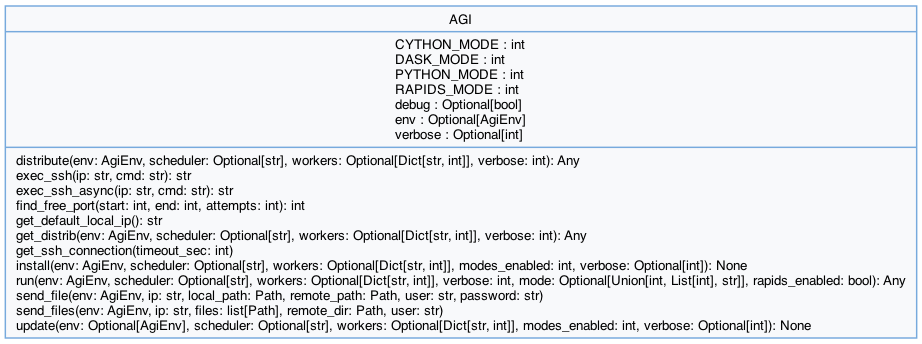 AGI
CYTHON_MODE : int
DASK_MODE : int
PYTHON_MODE : int
RAPIDS_MODE : int
debug : Optional[bool]
env : Optional[AgiEnv]
verbose : Optional[int]
distribute(env: AgiEnv, scheduler: Optional[str], workers: Optional[Dict[str, int]], verbose: int): Any
exec_ssh(ip: str, cmd: str): str
exec_ssh_async(ip: str, cmd: str): str
find_free_port(start: int, end: int, attempts: int): int
get_default_local_ip(): str
get_distrib(env: AgiEnv, scheduler: Optional[str], workers: Optional[Dict[str, int]], verbose: int): Any
get_ssh_connection(timeout_sec: int)
install(env: AgiEnv, scheduler: Optional[str], workers: Optional[Dict[str, int]], modes_enabled: int, verbose: Optional[int]): None
run(env: AgiEnv, scheduler: Optional[str], workers: Optional[Dict[str, int]], verbose: int, mode: Optional[Union[int, List[int], str]], rapids_enabled: bool): Any
send_file(env: AgiEnv, ip: str, local_path: Path, remote_path: Path, user: str, password: str)
send_files(env: AgiEnv, ip: str, files: list[Path], remote_dir: Path, user: str)
update(env: Optional[AgiEnv], scheduler: Optional[str], workers: Optional[Dict[str, int]], modes_enabled: int, verbose: Optional[int]): None